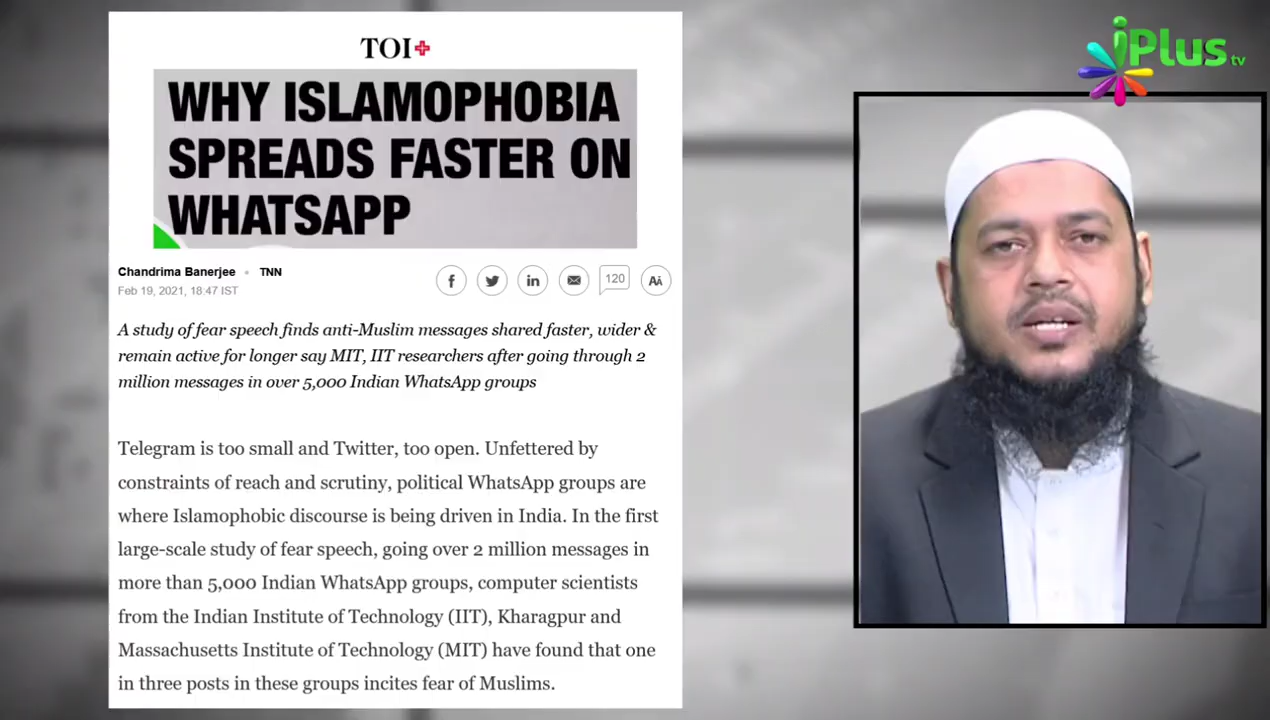 iPlus tv
TOI+
WHY ISLAMOPHOBIA
SPREADS FASTER ON
WHATSAPP
Chandrima Banerjee • TNN
Feb 19, 2021, 18:47 IST
120
AA
A study of fear speech finds anti-Muslim messages shared faster, wider &
remain active for longer say MIT, IIT researchers after going through 2
million messages in over 5,000 Indian WhatsApp groups
Telegram is too small and Twitter, too open. Unfettered by
constraints of reach and scrutiny, political WhatsApp groups are
where Islamophobic discourse is being driven in India. In the first
large-scale study of fear speech, going over 2 million messages in
more than 5,000 Indian WhatsApp groups, computer scientists
from the Indian Institute of Technology (IIT), Kharagpur and
Massachusetts Institute of Technology (MIT) have found that one
in three posts in these groups incites fear of Muslims.